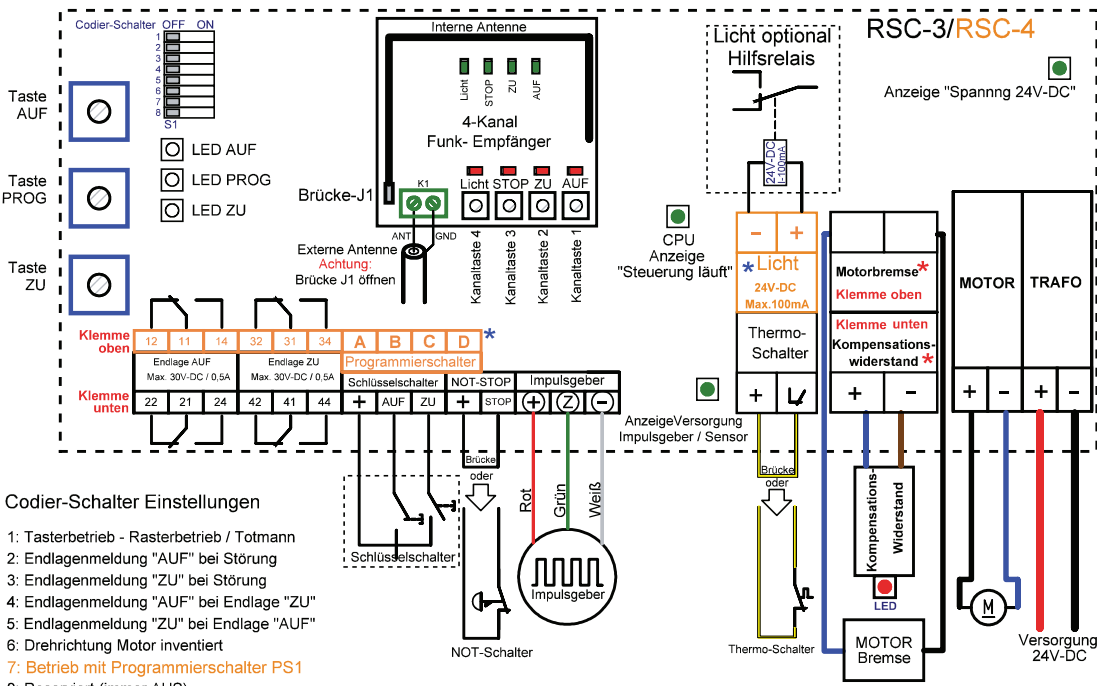 Codier-Schalter OFF ON
1
2
3
4
5
6
7
8
S1
Taste
AUF
Taste
PROG
Taste
ZU
LED AUF
LED PROG
LED ZU
Interne Antenne
Licht
STOP
ZU
AUF
4-Kanal
Funk- Empfänger
Licht STOP ZU AUF
Brücke-J1
K1
ANT GND
Externe Antenne
Achtung:
Brücke J1 öffnen
Kanaltaste 4
Kanaltaste 3
Kanaltaste 2
Kanaltaste 1
Licht optional
Hilfsrelais
24V-DC
I-100mA
RSC-3/RSC-4
Anzeige "Spannng 24V-DC"
CPU
Anzeige
"Steuerung läuft"
- +
* Licht
24V-DC
Max.100mA
Thermo-
Schalter
+
Motorbremse*
Klemme oben
Klemme unten
Kompensations-
widerstand *
+ -
MOTOR TRAFO
+ - + -
AnzeigeVersorgung
Impulsgeber / Sensor
Klemme
oben
12 11 14 32 31 34 A B C D *
Endlage AUF
Max. 30V-DC / 0,5A
Endlage ZU
Max. 30V-DC / 0,5A
Programmierschalter
Schlüsselschalter NOT-STOP Impulsgeber
Klemme
unten
22 21 24 42 41 44 + AUF ZU + STOP + Z -
Brücke
oder
Schlüsselschalter
NOT-Schalter
Rot
Grün
Weiß
Impulsgeber
Brücke
oder
Thermo-Schalter
Kompensations-
Widerstand
LED
MOTOR
Bremse
M
Versorgung
24V-DC
Codier-Schalter Einstellungen
1: Tasterbetrieb - Rasterbetrieb / Totmann
2: Endlagenmeldung "AUF" bei Störung
3: Endlagenmeldung "ZU" bei Störung
4: Endlagenmeldung "AUF" bei Endlage "ZU"
5: Endlagenmeldung "ZU" bei Endlage "AUF"
6: Drehrichtung Motor inventiert
7: Betrieb mit Programmierschalter PS1
8: Reserviert (immer AUS)